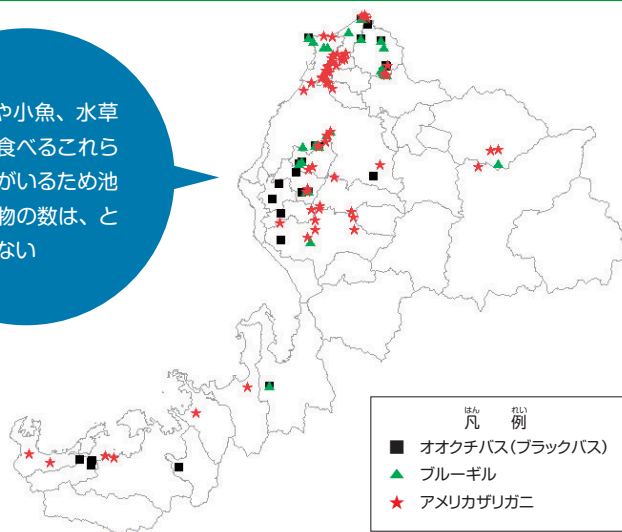 や小魚、水草
食べるこれら
がいるため池
物の数は、と
ない
はん れい
凡 例
オオクチバス(ブラックバス)
ブルーギル
アメリカザリガニ